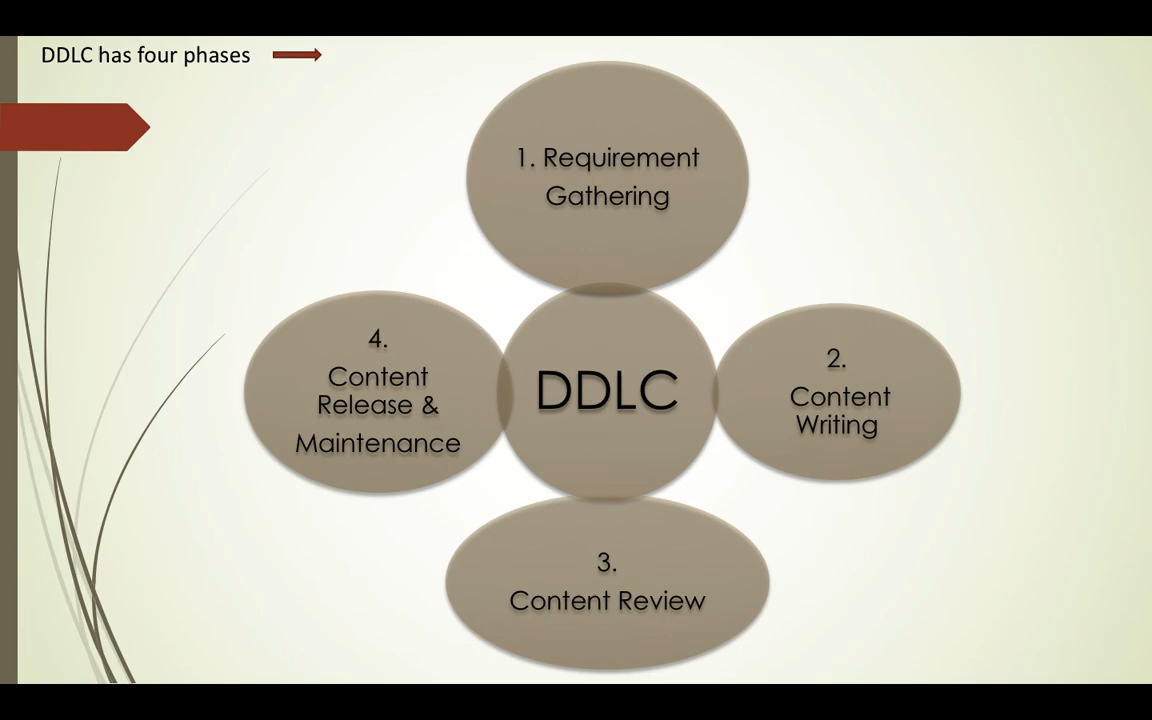 DDLC has four phases
1. Requirement
Gathering
4.
Content
Release &
Maintenance
DDLC
2.
Content
Writing
3.
Content Review